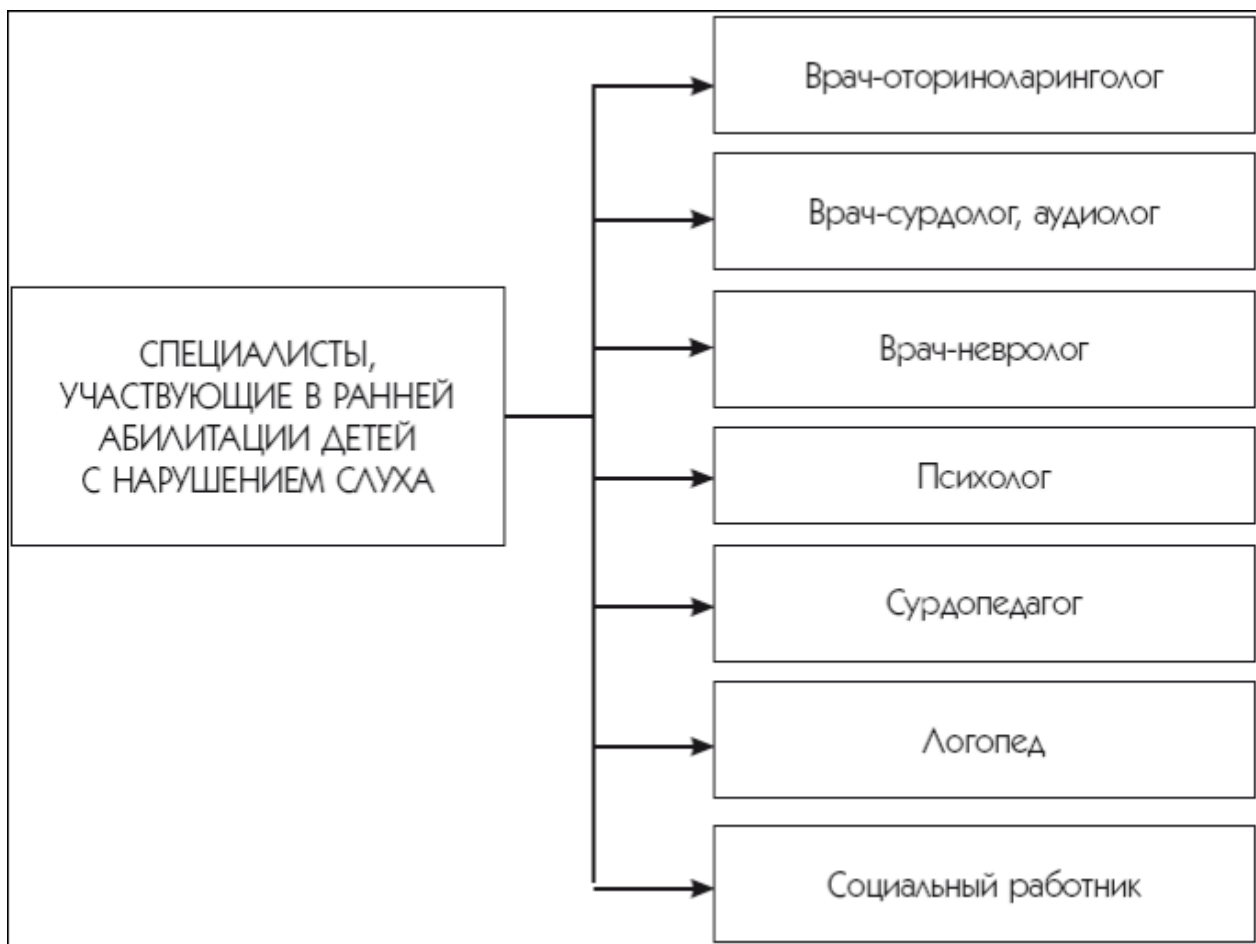 СПЕЦИАЛИСТЫ,
УЧАСТВУЮЩИЕ В РАННЕЙ
АБИЛИТАЦИИ ДЕТЕЙ
С НАРУШЕНИЕМ СЛУХА
Врач-оториноларинголог
Врач-сурдолог, аудиолог
Врач-невролог
Психолог
Сурдопедагог
Логопед
Социальный работник